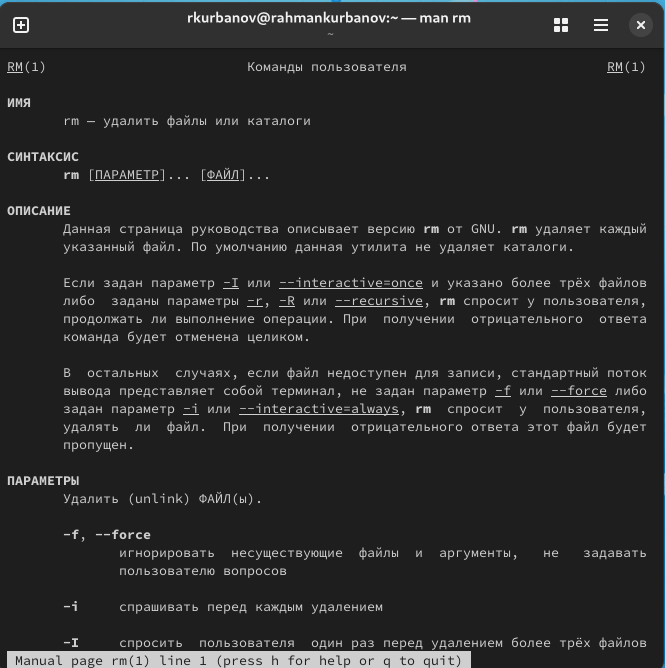 rkurbanov@rahmankurbanov:~ — man rm
~
RM(1) Команды пользователя RM(1)
ИМЯ
rm – удалить файлы или каталоги
СИНТАКСИС
rm [ПАРАМЕТР]... [ФАЙЛ]...
ОПИСАНИЕ
Данная страница руководства описывает версию rm от GNU. rm удаляет каждый
указанный файл. По умолчанию данная утилита не удаляет каталоги.
Если задан параметр -I или --interactive=once и указано более трёх файлов
либо заданы параметры -r, -R или --recursive, rm спросит у пользователя,
продолжать ли выполнение операции. При получении отрицательного ответа
команда будет отменена целиком.
В остальных случаях, если файл недоступен для записи, стандартный поток
вывода представляет собой терминал, не задан параметр -f или --force либо
задан параметр -i или --interactive=always, rm спросит у пользователя,
удалять ли файл. При получении отрицательного ответа этот файл будет
пропущен.
ПАРАМЕТРЫ
Удалить (unlink) ФАЙЛ(ы).
-f, --force
игнорировать несуществующие файлы и аргументы, не задавать
пользователю вопросов
-i спрашивать перед каждым удалением
-I спросить пользователя один раз перед удалением более трёх файлов
Manual page rm(1) line 1 (press h for help or q to quit)